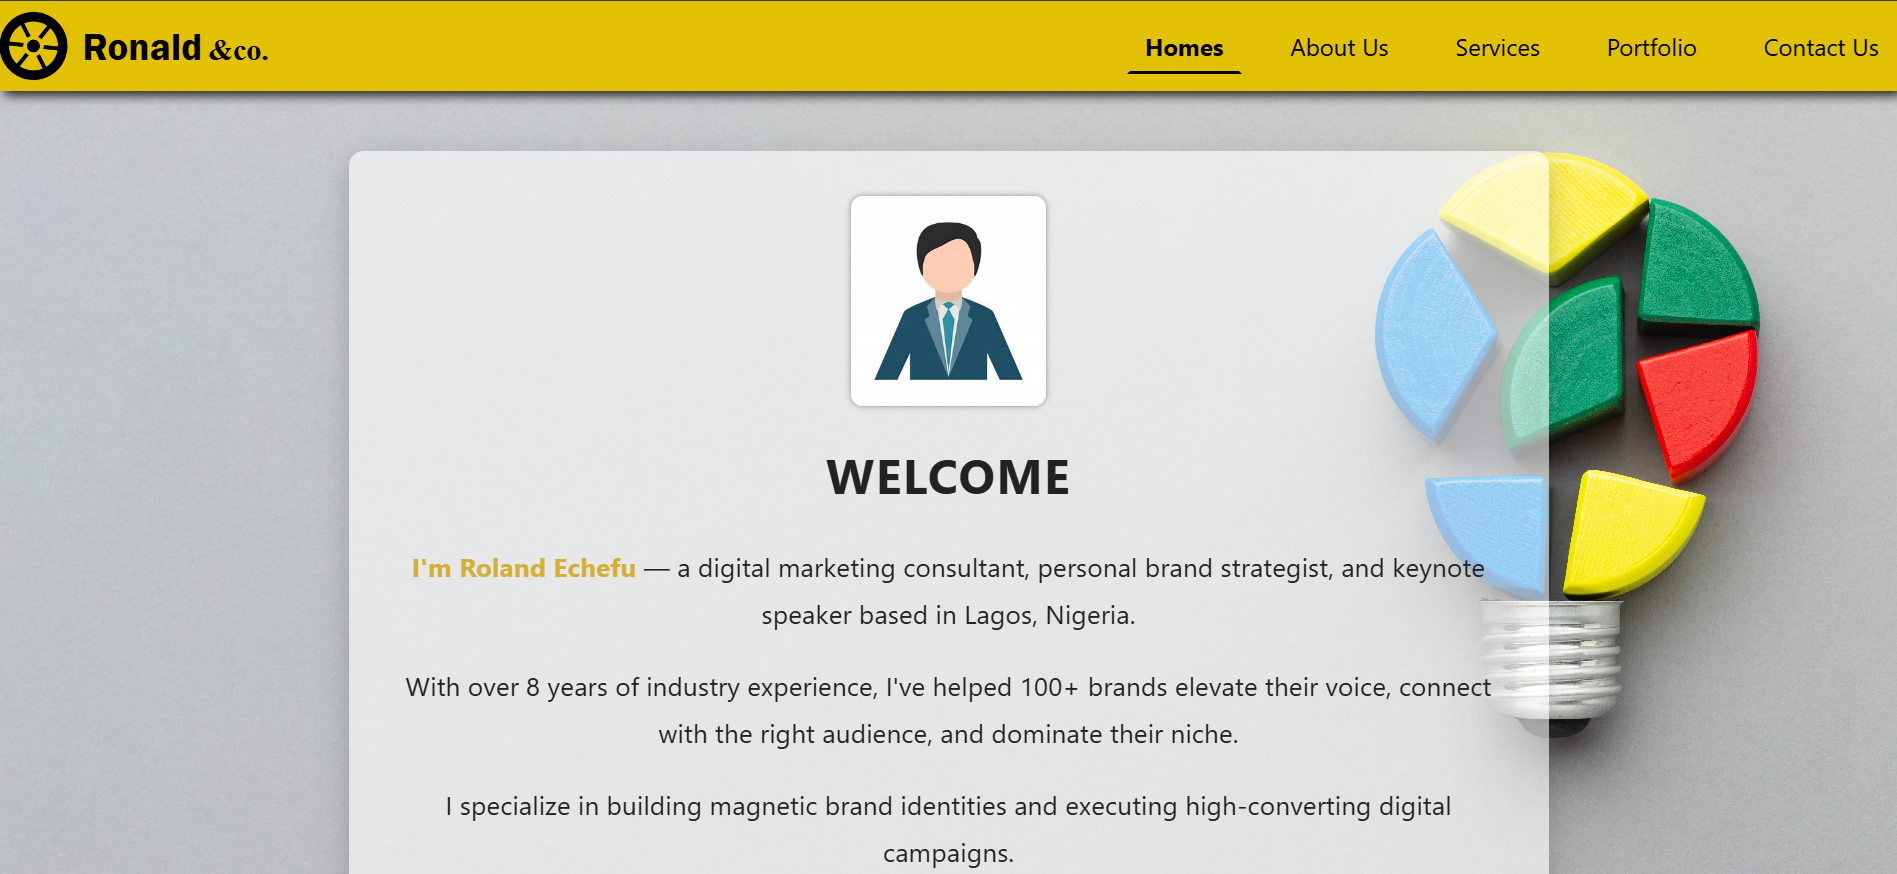 Ronald &co.
Homes
About Us
Services
Portfolio
Contact Us
WELCOME
I'm Roland Echefu — a digital marketing consultant, personal brand strategist, and keynote
speaker based in Lagos, Nigeria.
With over 8 years of industry experience, I've helped 100+ brands elevate their voice, connect
with the right audience, and dominate their niche.
I specialize in building magnetic brand identities and executing high-converting digital
campaigns.